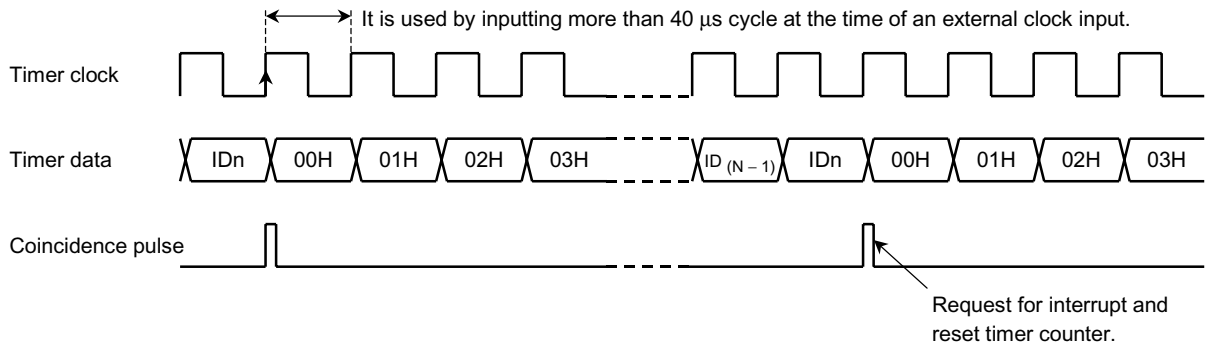 It is used by inputting more than 40 μs cycle at the time of an external clock input.
Timer clock
Timer data IDn 00H 01H 02H 03H ID (N – 1) IDn 00H 01H 02H 03H
Coincidence pulse
Request for interrupt and
reset timer counter.